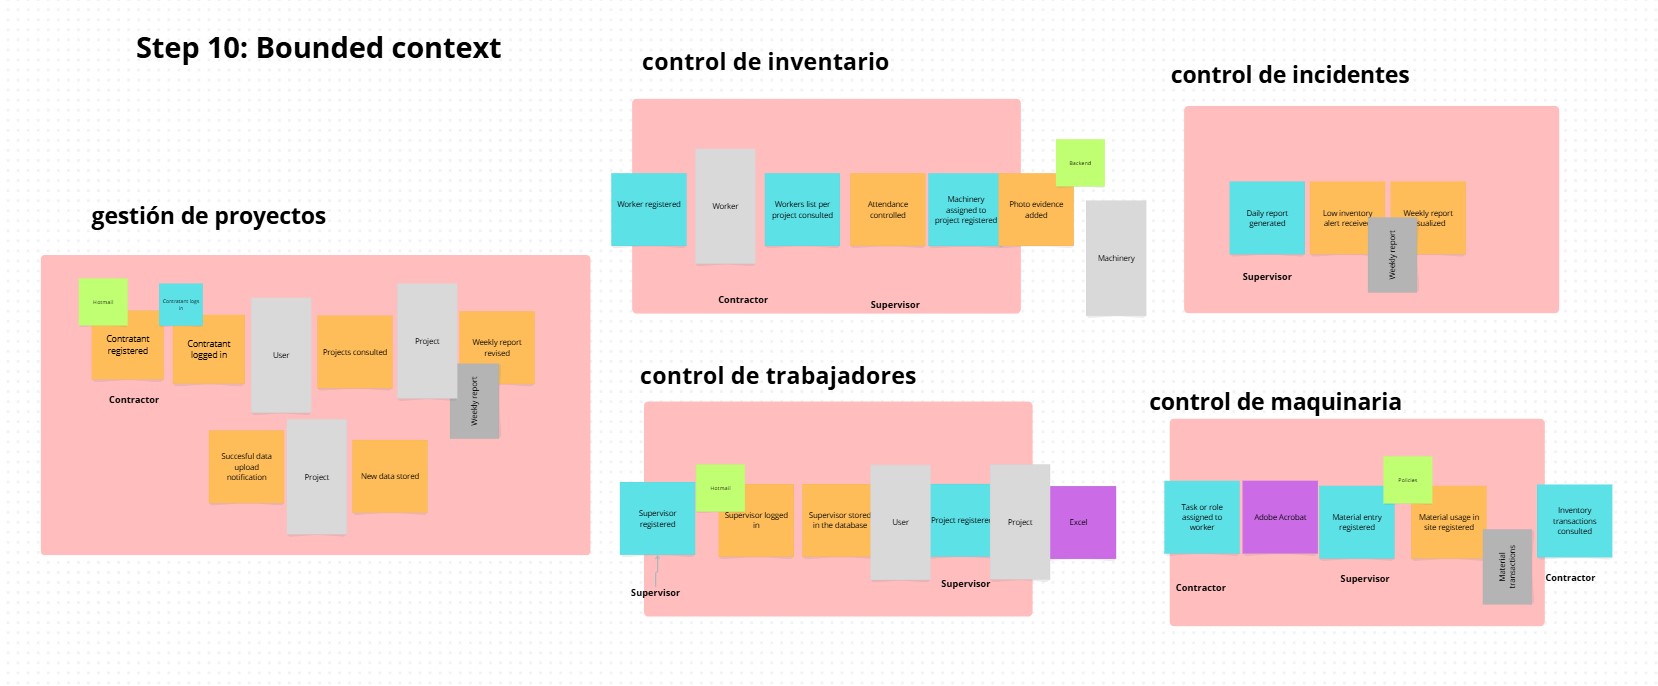 Step 10: Bounded context
gestión de proyectos
Hotmail
Contratant logs
in
Contratant
registered
Contratant
logged in
User
Projects consulted
Project
Weekly report
revised
Weekly report
Contractor
Succesful data
upload
notification
Project
New data stored
control de inventario
Worker registered
Worker
Workers list per
project consulted
Attendance
controlled
Machinery
assigned to
project registered
Photo evidence
added
Backend
Machinery
Contractor
Supervisor
control de incidentes
Daily report
generated
Low inventory
alert receive
Weekly report
sualized
Weekly report
Supervisor
control de trabajadores
Supervisor
registered
Hotmail
Supervisor logged
in
Supervisor stored
in the database
User
Project registere
Project
Excel
Supervisor
Supervisor
control de maquinaria
Task or role
assigned to
worker
Adobe Acrobat
Material entry
registered
Policies
Material usage in
site registered
Material
transactions
Inventory
transactions
consulted
Contractor
Supervisor
Contractor